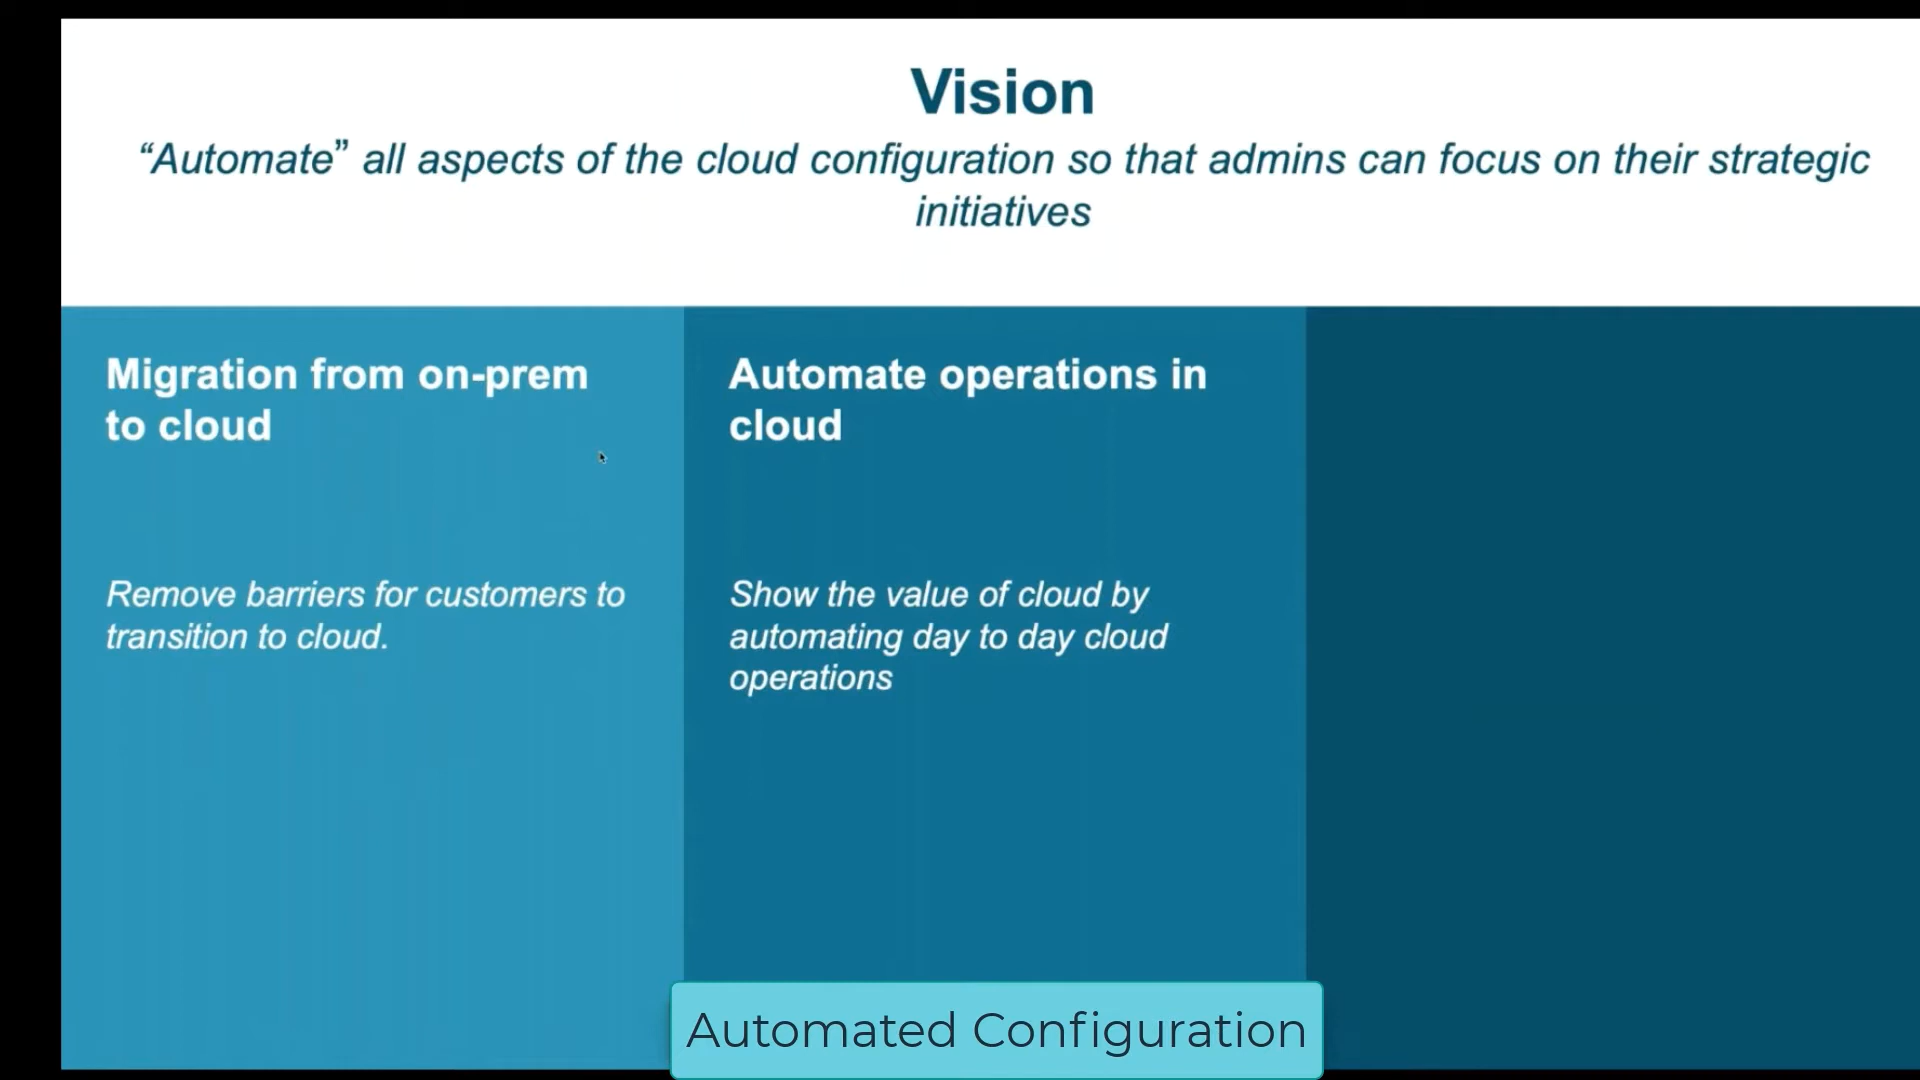 Vision
“Automate” all aspects of the cloud configuration so that admins can focus on their strategic
initiatives
Migration from on-prem
to cloud
Remove barriers for customers to
transition to cloud.
Automate operations in
cloud
Show the value of cloud by
automating day to day cloud
operations
Automated Configuration